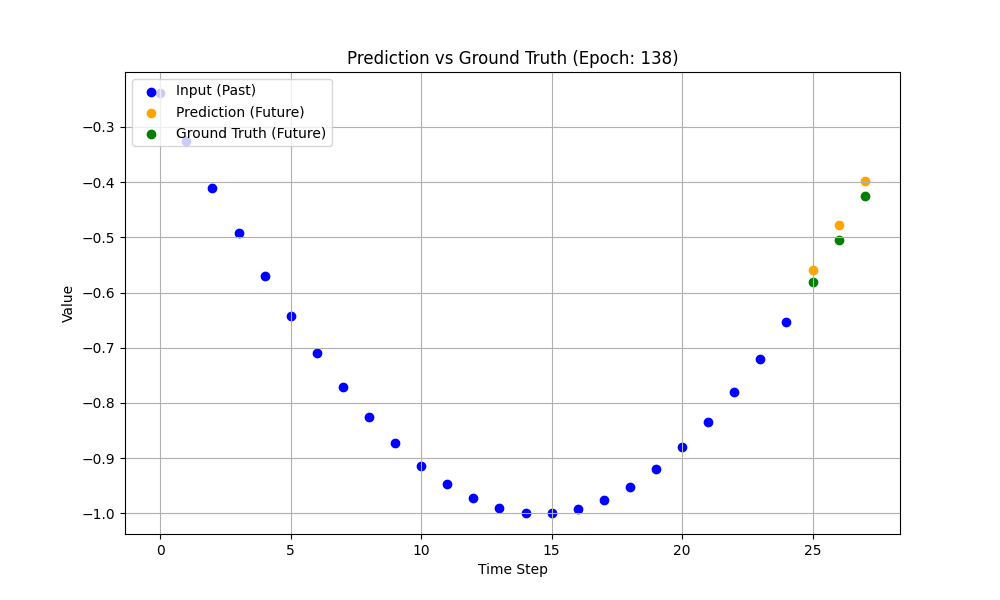 Prediction vs Ground Truth (Epoch: 138)
Input (Past)
Prediction (Future)
Ground Truth (Future)
Value
−0.3
−0.4
−0.5
−0.6
−0.7
−0.8
−0.9
−1.0
0 5 10 15 20 25
Time Step